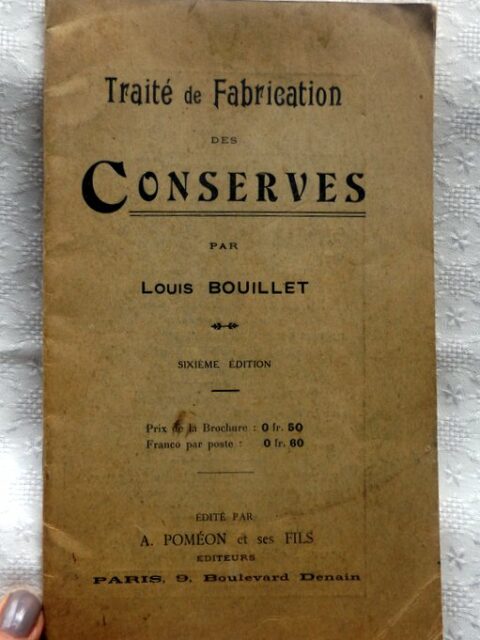 Traité de Fabrication
DES
CONSERVES
PAR
LOUIS BOUILLET
SIXIÈME ÉDITION
Prix de la Brochure : 0 fr. 50
Franco par poste : 0 fr. 60
ÉDITÉ PAR
A. POMÉON et ses FILS
EDITEURS
PARIS, 9, Boulevard Denain